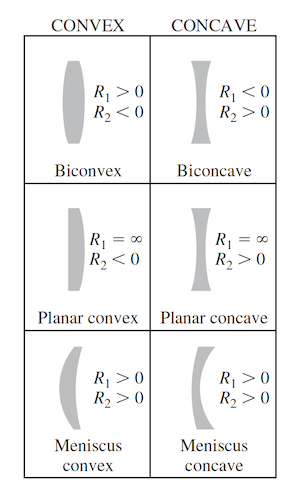 CONVEX CONCAVE
R₁ > 0 R₁ < 0
R₂ < 0 R₂ > 0
Biconvex Biconcave
R₁ = ∞ R₁ = ∞
R₂ < 0 R₂ > 0
Planar convex Planar concave
R₁ > 0 R₁ > 0
R₂ > 0 R₂ > 0
Meniscus Meniscus
convex concave